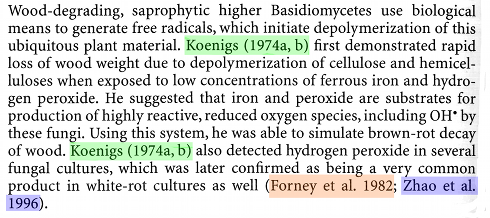 Wood-degrading, saprophytic higher Basidiomycetes use biological
means to generate free radicals, which initiate depolymerization of this
ubiquitous plant material. Koenigs (1974a, b) first demonstrated rapid
loss of wood weight due to depolymerization of cellulose and hemicel-
luloses when exposed to low concentrations of ferrous iron and hydro-
gen peroxide. He suggested that iron and peroxide are substrates for
production of highly reactive, reduced oxygen species, including OH• by
these fungi. Using this system, he was able to simulate brown-rot decay
of wood. Koenigs (1974a, b) also detected hydrogen peroxide in several
fungal cultures, which was later confirmed as being a very common
product in white-rot cultures as well (Forney et al. 1982; Zhao et al.
1996).